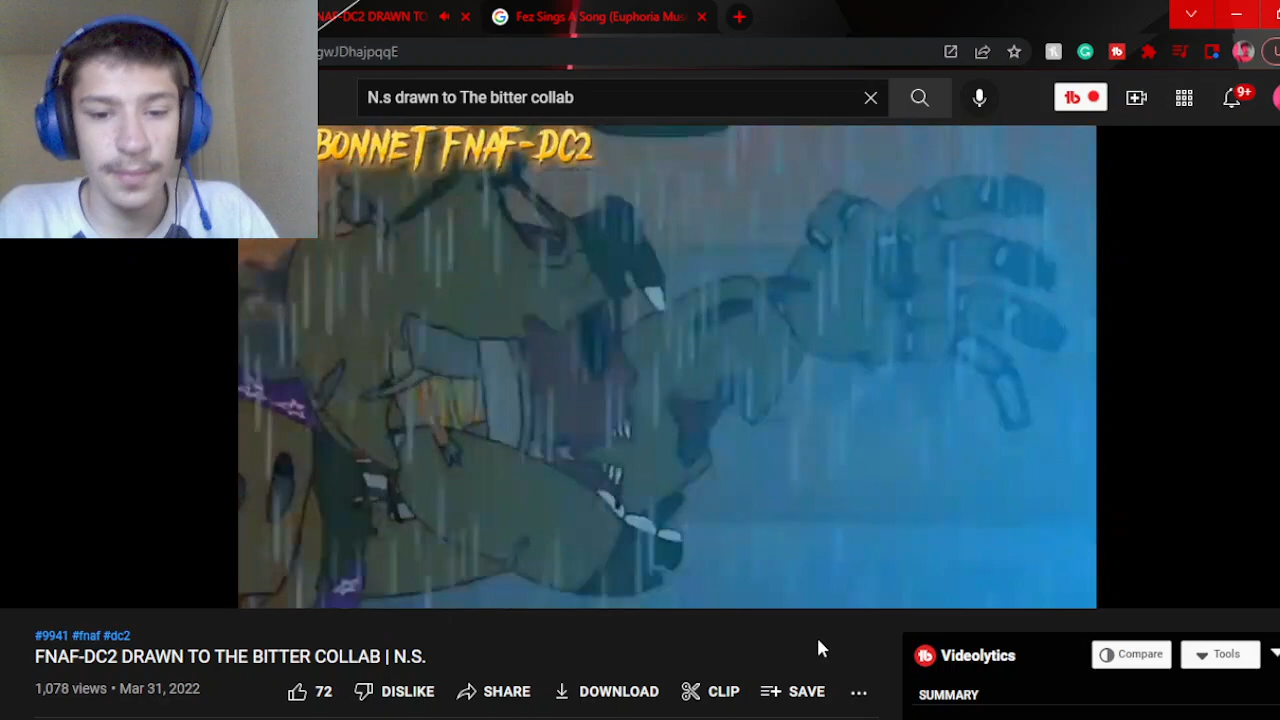 NAF-DC2 DRAWN TO
Fez Sings A Song (Euphoria Mus
gwJDhajpqqE
N.s drawn to The bitter collab
9+
BONNET FNAF-DC2
#9941 #fnaf #dc2
FNAF-DC2 DRAWN TO THE BITTER COLLAB | N.S.
1,078 views • Mar 31, 2022
72
DISLIKE
SHARE
DOWNLOAD
CLIP
SAVE
Videolytics
Compare
Tools
SUMMARY